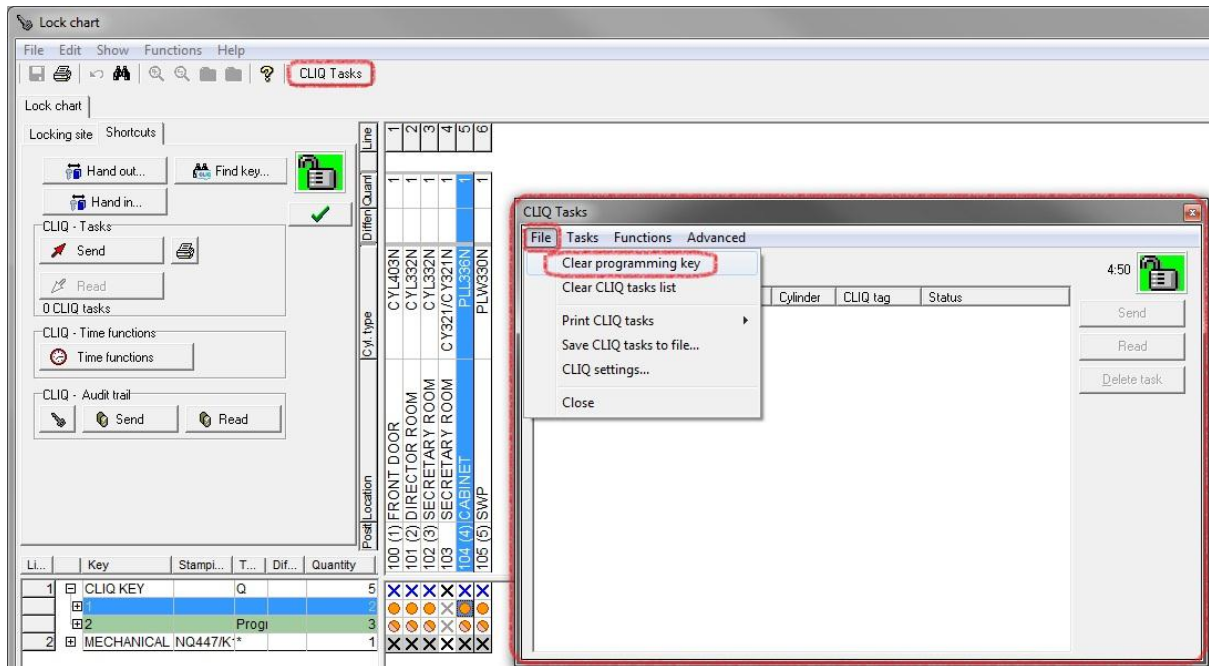 Lock chart
File Edit Show Functions Help
CLIQ Tasks
Lock chart
Locking site Shortcuts
Hand out... Find key...
Hand in...
CLIQ - Tasks
Send
Read
0 CLIQ tasks
CLIQ - Time functions
Time functions
CLIQ - Audit trail
Send Read
Line 1 2 3 4 5 6
Quant 1 1 1 1 1 1
Differ
Cyl. type CYL403N CYL332N CYL332N CY321/CY321N PLL336N PLW330N
Location FRONT DOOR DIRECTOR ROOM SECRETARY ROOM SECRETARY ROOM CABINET SWP
Posit 100 (1) 101 (2) 102 (3) 103 104 (4) 105 (5)
CLIQ Tasks
File Tasks Functions Advanced
Clear programming key
Clear CLIQ tasks list
Print CLIQ tasks
Save CLIQ tasks to file...
CLIQ settings...
Close
4:50
Cylinder CLIQ tag Status
Send
Read
Delete task
Li... Key Stampi... T... Dif... Quantity
1 CLIQ KEY Q 5
1 2
2 Progr 3
2 MECHANICAL NQ447/K * 1